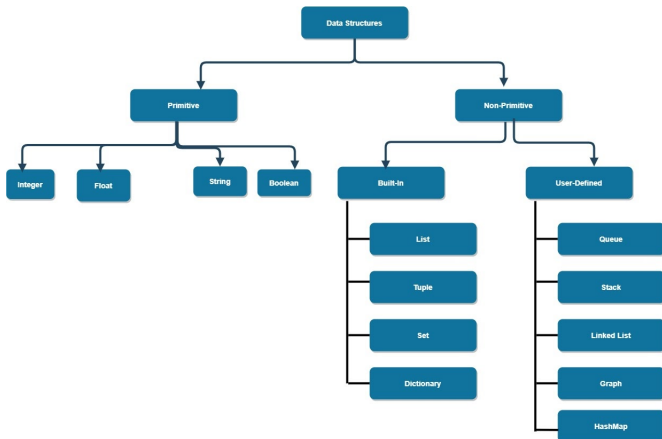 Data Structures
Primitive
Non-Primitive
Integer
Float
String
Boolean
Built-In
User-Defined
List
Tuple
Set
Dictionary
Queue
Stack
Linked List
Graph
HashMap